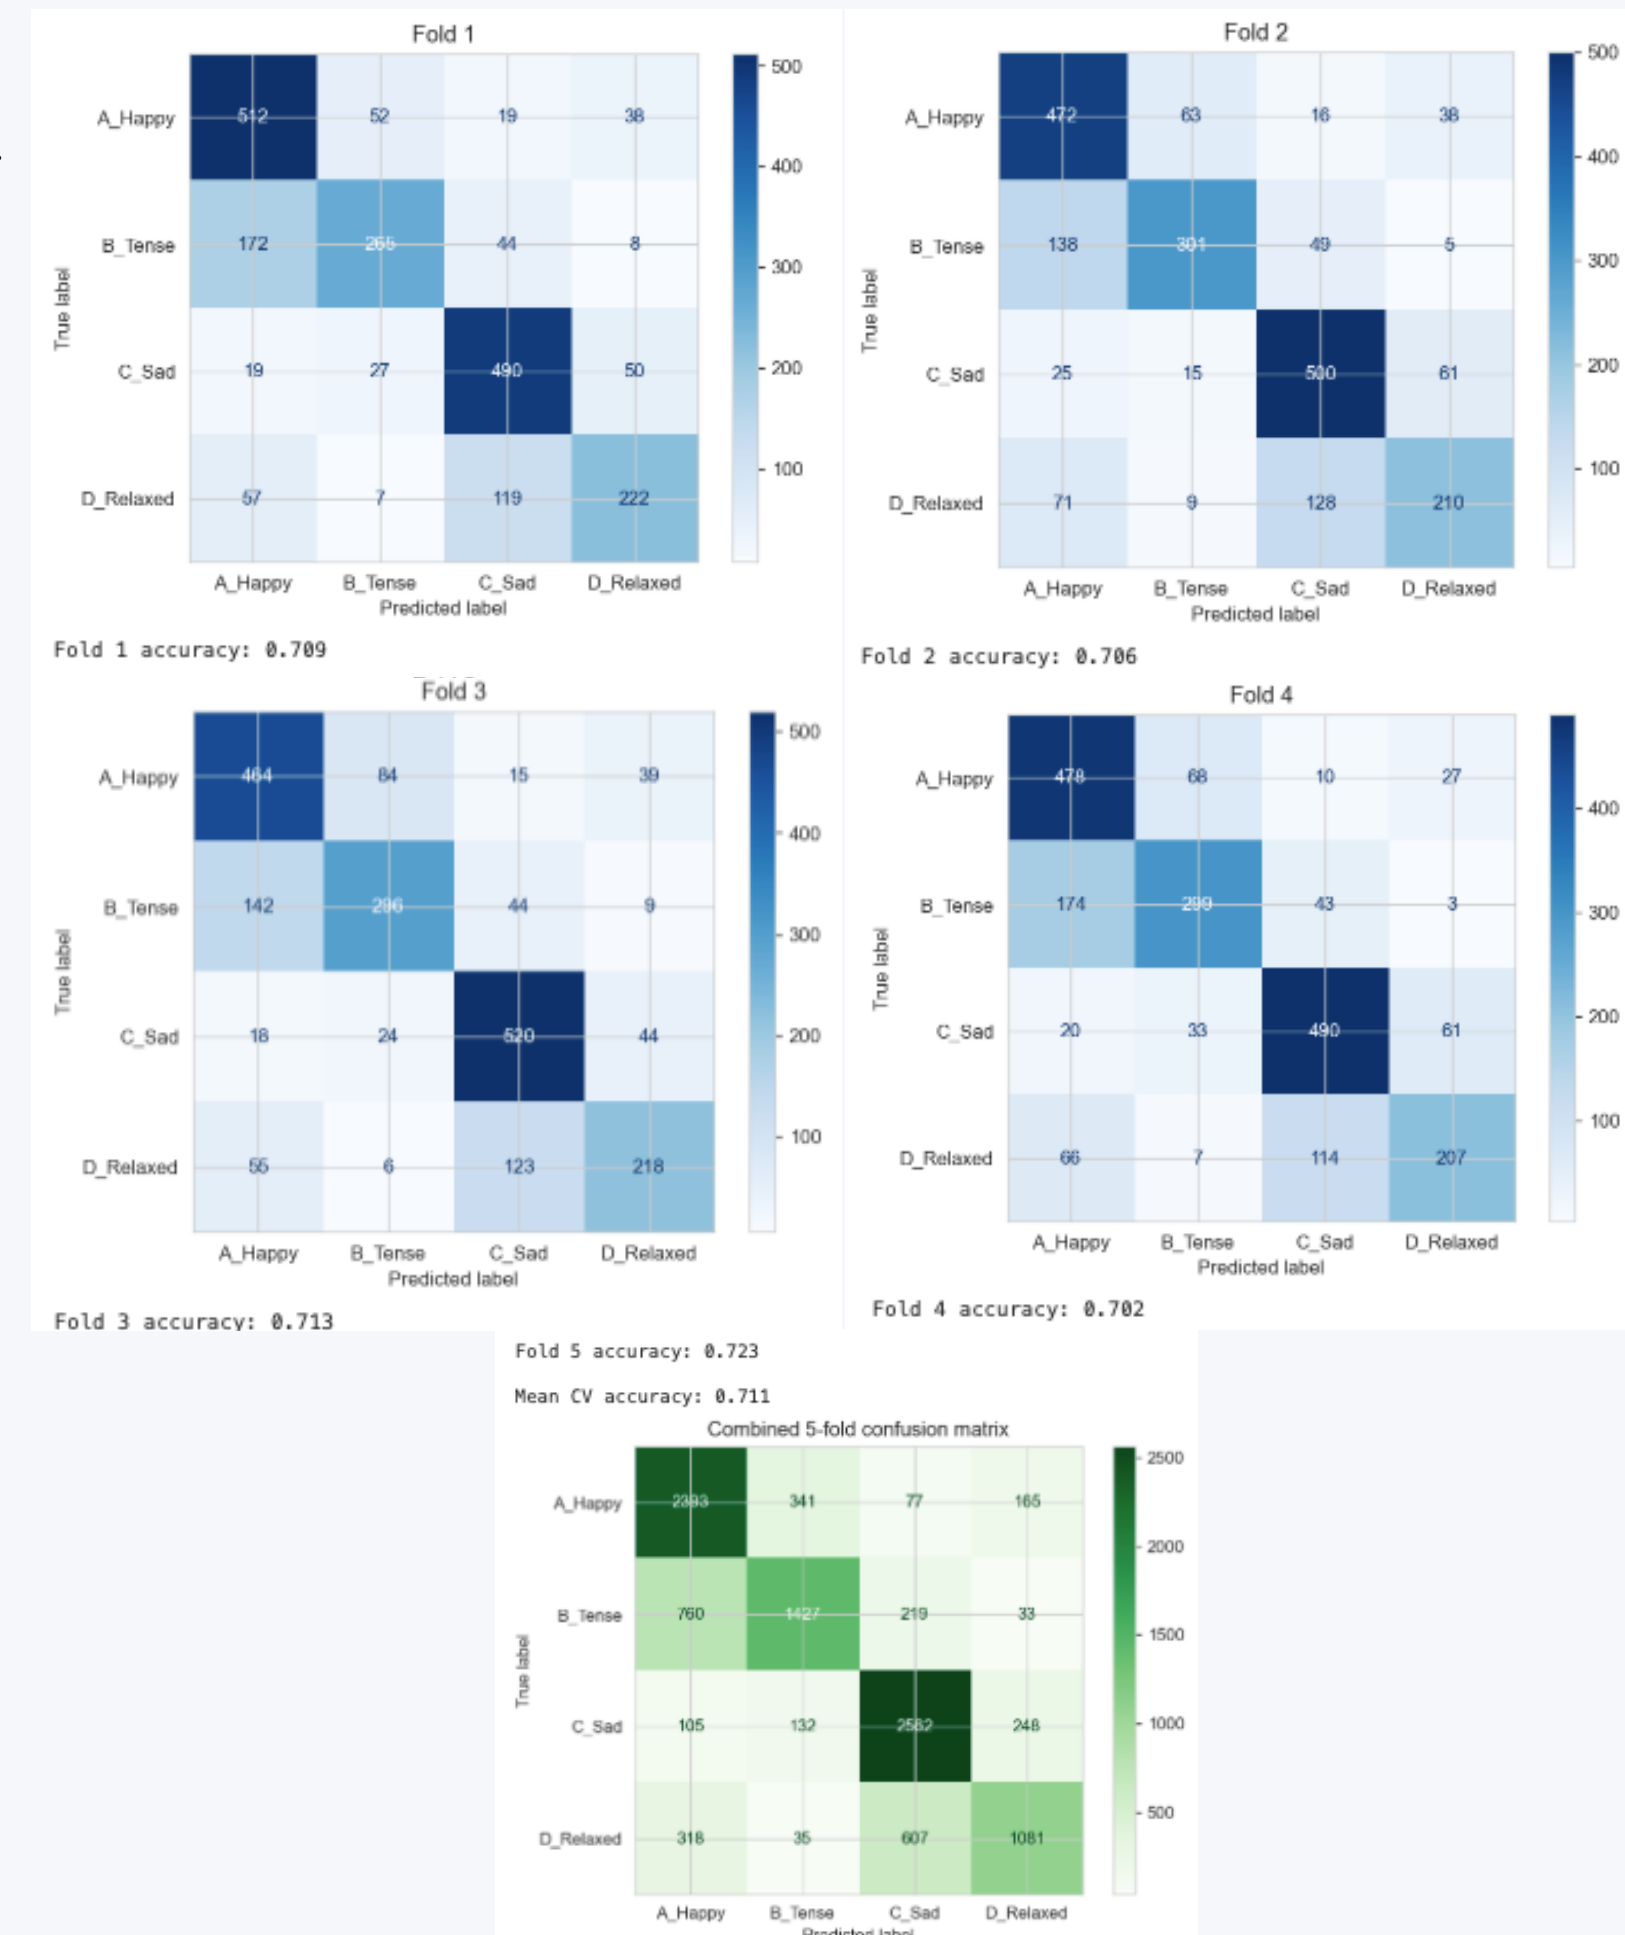 Fold 1
A_Happy 512 52 19 38
B_Tense 172 265 44 8
C_Sad 19 27 490 50
D_Relaxed 57 7 119 222
True label
A_Happy B_Tense C_Sad D_Relaxed
Predicted label
500
400
300
200
100
Fold 1 accuracy: 0.709
Fold 2
A_Happy 472 63 16 38
B_Tense 138 301 49 5
C_Sad 25 15 500 61
D_Relaxed 71 9 128 210
True label
A_Happy B_Tense C_Sad D_Relaxed
Predicted label
500
400
300
200
100
Fold 2 accuracy: 0.706
Fold 3
A_Happy 464 84 15 39
B_Tense 142 296 44 9
C_Sad 18 24 520 44
D_Relaxed 55 6 123 218
True label
A_Happy B_Tense C_Sad D_Relaxed
Predicted label
500
400
300
200
100
Fold 3 accuracy: 0.713
Fold 4
A_Happy 478 68 10 27
B_Tense 174 299 43 3
C_Sad 20 33 490 61
D_Relaxed 66 7 114 207
True label
A_Happy B_Tense C_Sad D_Relaxed
Predicted label
400
300
200
100
Fold 4 accuracy: 0.702
Fold 5 accuracy: 0.723
Mean CV accuracy: 0.711
Combined 5-fold confusion matrix
A_Happy 2393 341 77 165
B_Tense 760 1427 219 33
C_Sad 105 132 2562 248
D_Relaxed 318 35 607 1081
True label
A_Happy B_Tense C_Sad D_Relaxed
Predicted label
2500
2000
1500
1000
500